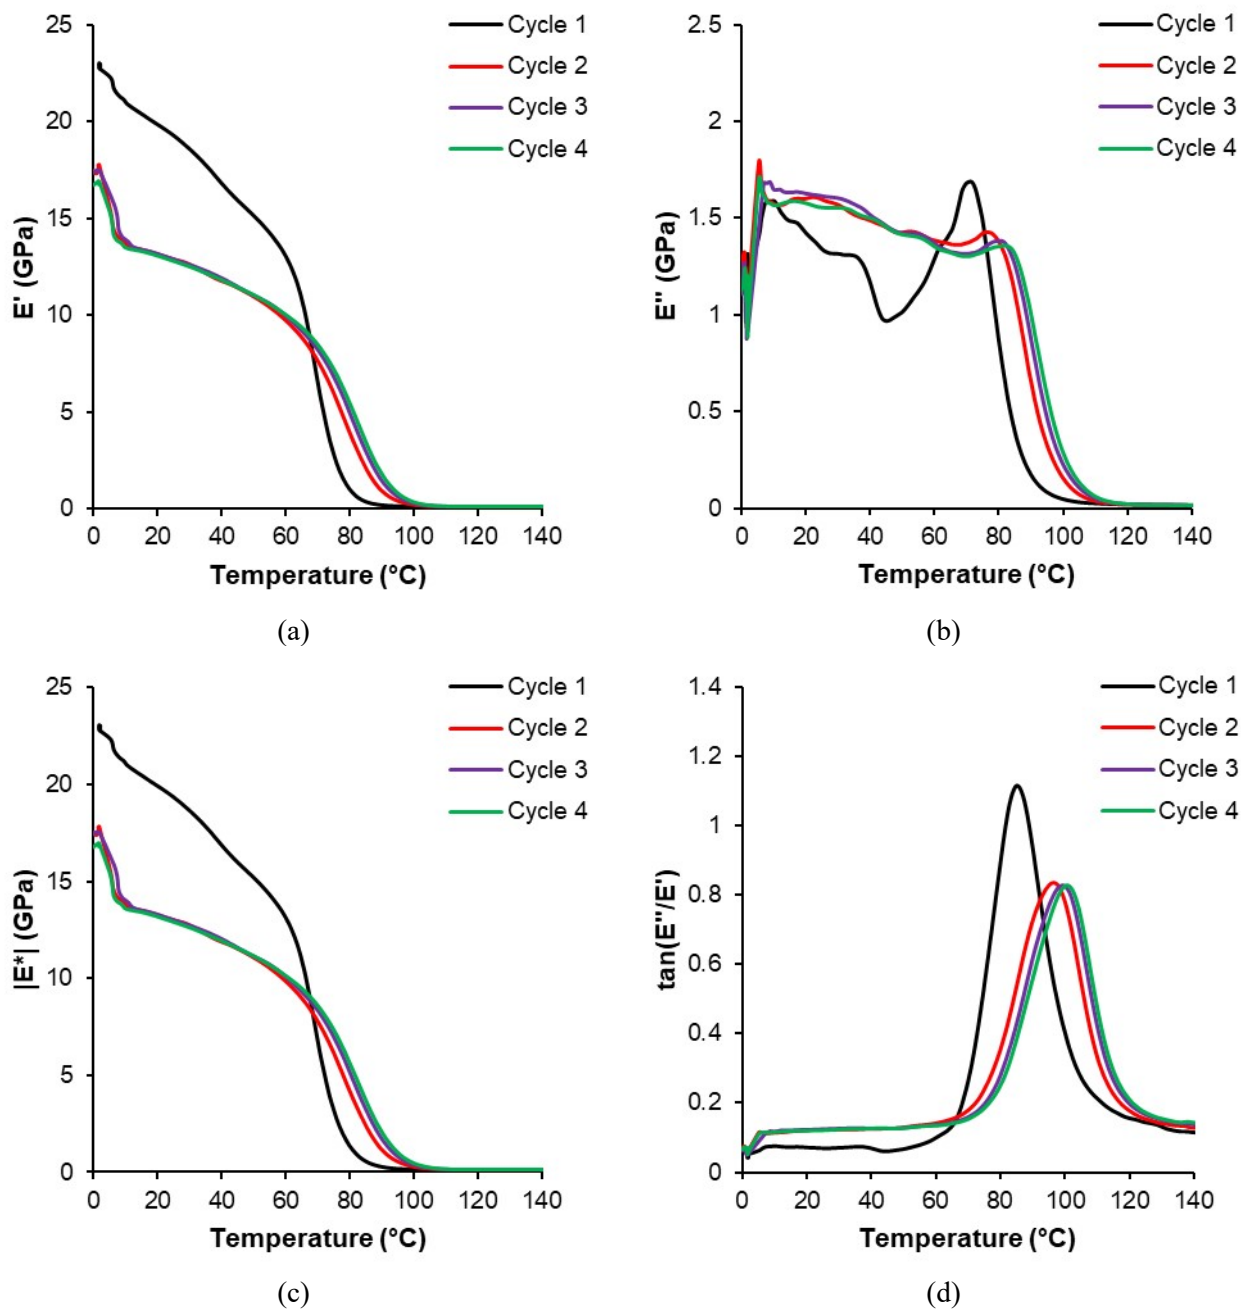 25
20
15
10
5
0
E' (GPa)
0 20 40 60 80 100 120 140
Temperature (°C)
Cycle 1
Cycle 2
Cycle 3
Cycle 4
(a)
2.5
2
1.5
1
0.5
0
E'' (GPa)
0 20 40 60 80 100 120 140
Temperature (°C)
Cycle 1
Cycle 2
Cycle 3
Cycle 4
(b)
25
20
15
10
5
0
|E*| (GPa)
0 20 40 60 80 100 120 140
Temperature (°C)
Cycle 1
Cycle 2
Cycle 3
Cycle 4
(c)
1.4
1.2
1
0.8
0.6
0.4
0.2
0
tan(E''/E')
0 20 40 60 80 100 120 140
Temperature (°C)
Cycle 1
Cycle 2
Cycle 3
Cycle 4
(d)